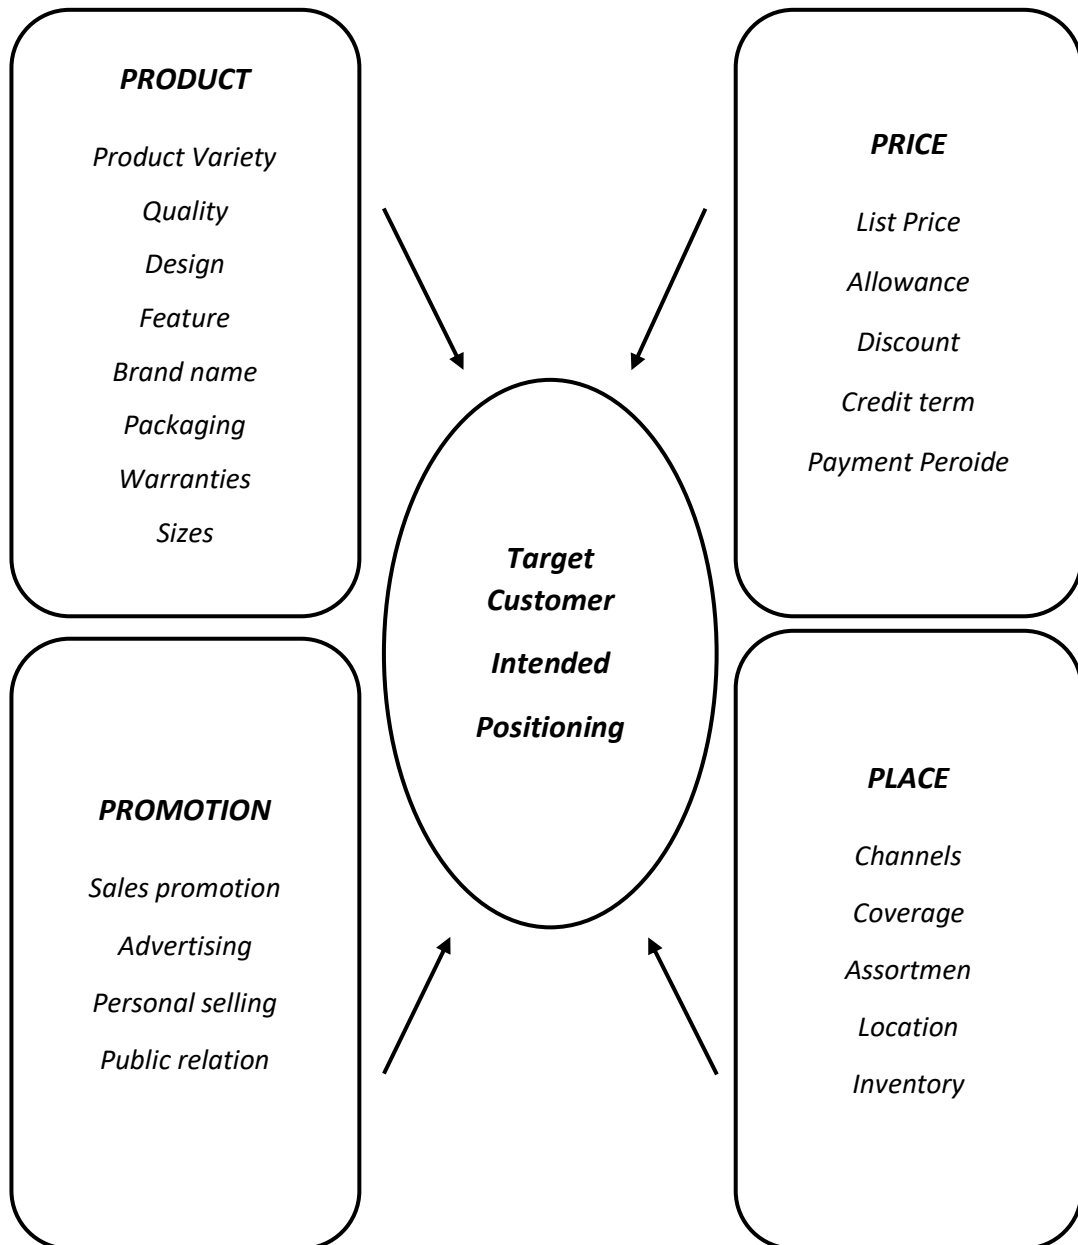 PRODUCT
Product Variety
Quality
Design
Feature
Brand name
Packaging
Warranties
Sizes
PRICE
List Price
Allowance
Discount
Credit term
Payment Peroide
Target
Customer
Intended
Positioning
PROMOTION
Sales promotion
Advertising
Personal selling
Public relation
PLACE
Channels
Coverage
Assortmen
Location
Inventory